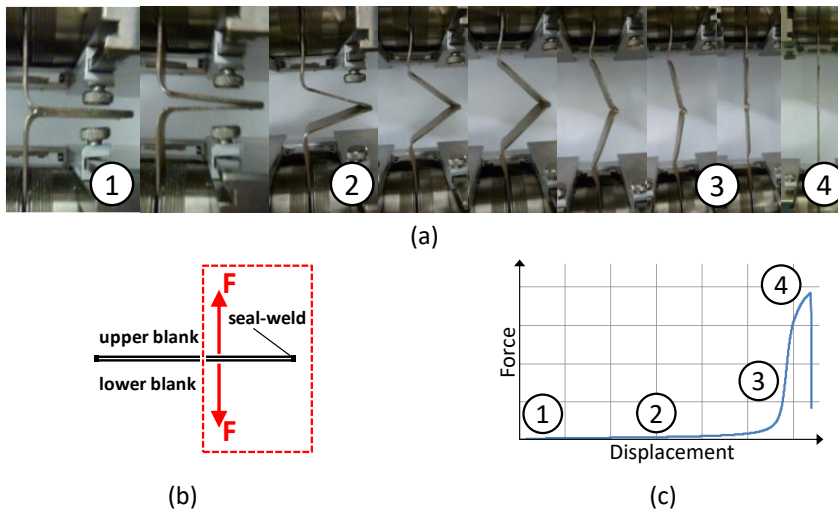 1
2
3
4
(a)
F
seal-weld
upper blank
lower blank
F
(b)
Force
4
3
1
2
Displacement
(c)